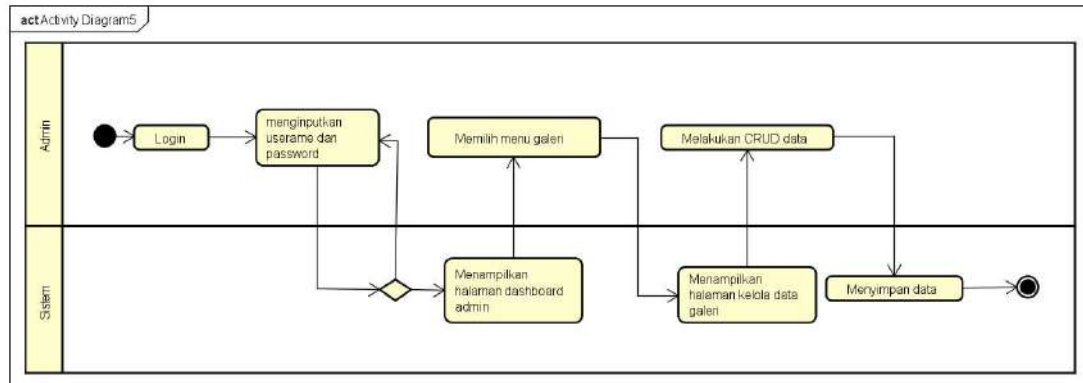 act Activity Diagram5
Admin
Login
menginputkan
userame dan
password
Memilih menu galeri
Melakukan CRUD data
Sistem
Menampilkan
halaman dashboard
admin
Menampilkan
halaman kelola data
galeri
Menyimpan data